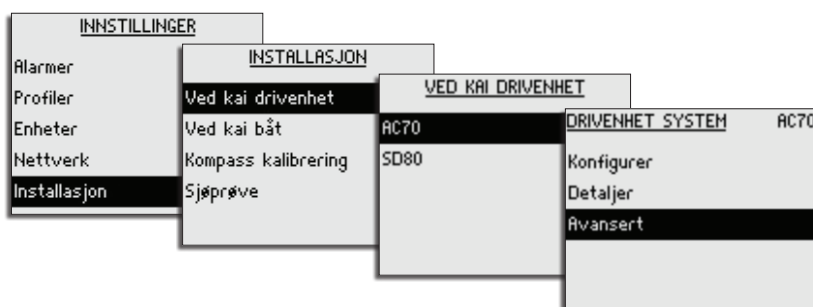 INNSTILLINGER
Alarmer
Profiler
Enheter
Nettverk
Installasjon
INSTALLASJON
Ved kai drivenhet
Ved kai båt
Kompass kalibrering
Sjøprøve
VED KAI DRIVENHET
AC70
SD80
DRIVENHET SYSTEM AC70
Konfigurer
Detaljer
Avansert